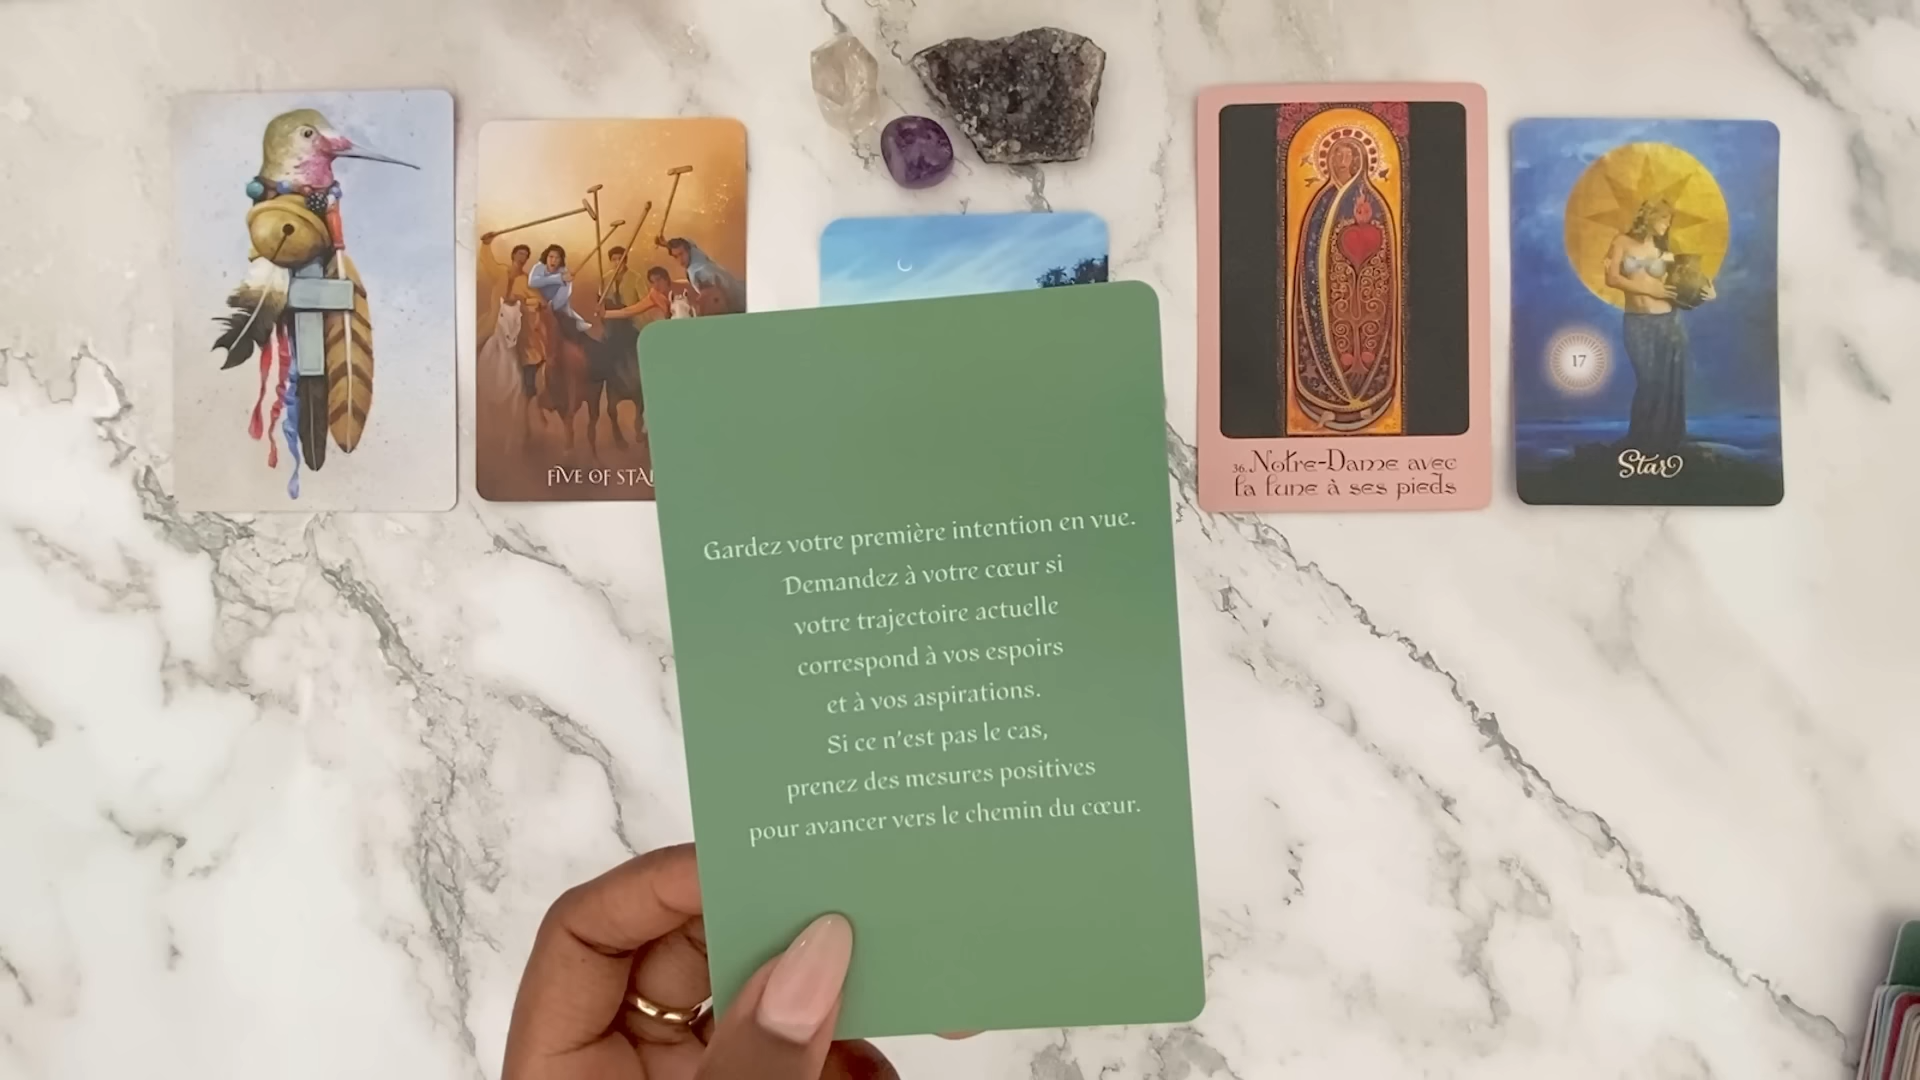 FIVE OF
36. Notre-Dame avec
la lune à ses pieds
17
Star
Gardez votre première intention en vue.
Demandez à votre cœur si
votre trajectoire actuelle
correspond à vos espoirs
et à vos aspirations.
Si ce n'est pas le cas,
prenez des mesures positives
pour avancer vers le chemin du cœur.